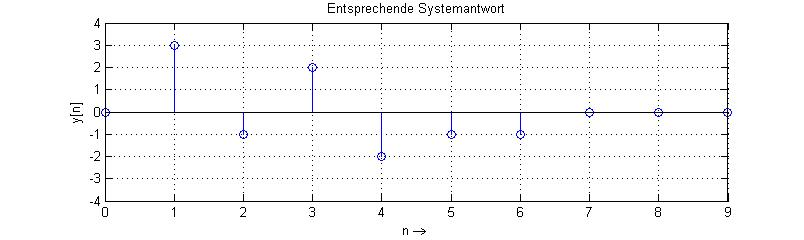 Entsprechende Systemantwort
4
3
2
1
0
-1
-2
-3
-4
y[n]
0 1 2 3 4 5 6 7 8 9
n →